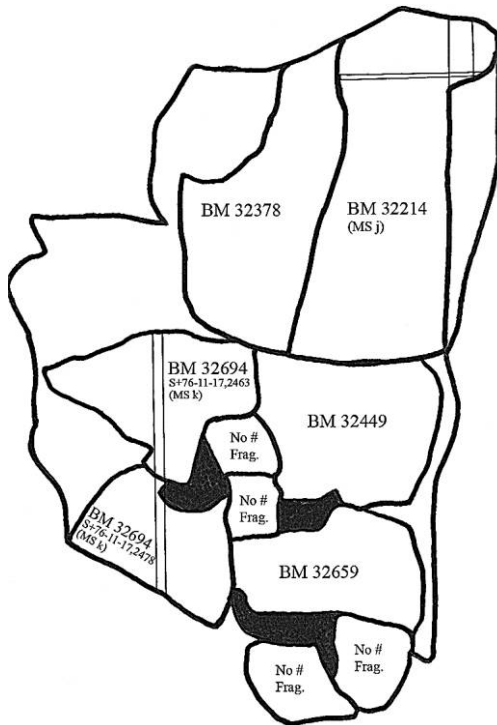 BM 32378
BM 32214
(MS j)
BM 32694
S+76-11-17,2463
(MS k)
BM 32449
No #
Frag.
No #
Frag.
BM 32694
S+76-11-17,2478
(MS k)
BM 32659
No #
Frag.
No #
Frag.